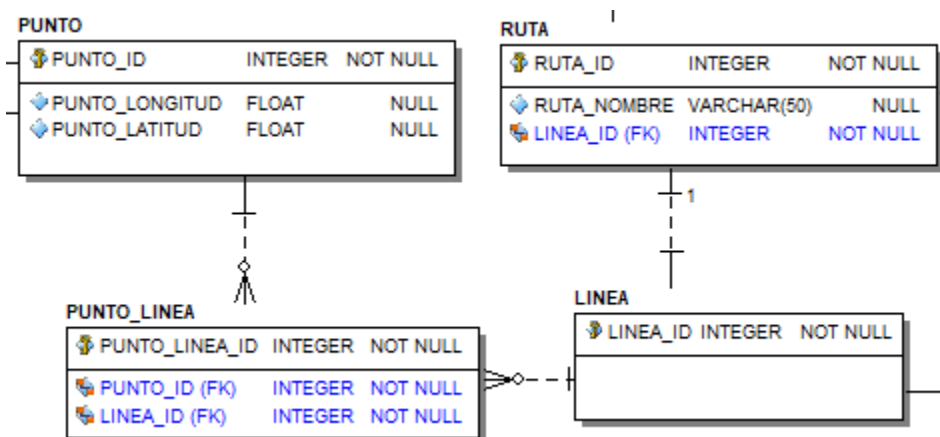 PUNTO
PUNTO_ID INTEGER NOT NULL
PUNTO_LONGITUD FLOAT NULL
PUNTO_LATITUD FLOAT NULL
RUTA
RUTA_ID INTEGER NOT NULL
RUTA_NOMBRE VARCHAR(50) NULL
LINEA_ID (FK) INTEGER NOT NULL
1
PUNTO_LINEA
PUNTO_LINEA_ID INTEGER NOT NULL
PUNTO_ID (FK) INTEGER NOT NULL
LINEA_ID (FK) INTEGER NOT NULL
LINEA
LINEA_ID INTEGER NOT NULL